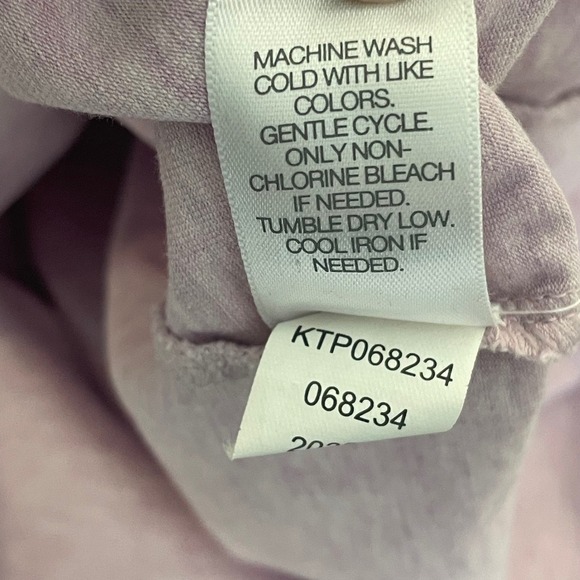 MACHINE WASH
COLD WITH LIKE
COLORS.
GENTLE CYCLE.
ONLY NON-
CHLORINE BLEACH
IF NEEDED.
TUMBLE DRY LOW.
COOL IRON IF
NEEDED.
KTP068234
068234